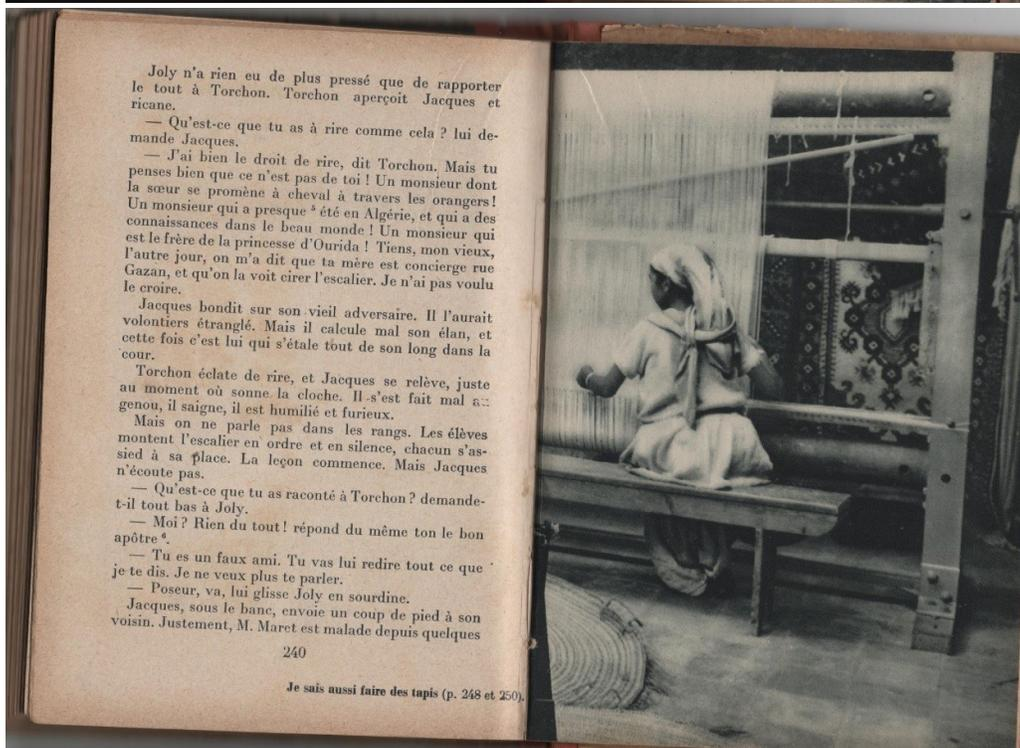 Joly n'a rien eu de plus pressé que de rapporter
le tout à Torchon. Torchon aperçoit Jacques et
ricane.
— Qu'est-ce que tu as à rire comme cela ? lui de-
mande Jacques.
— J'ai bien le droit de rire, dit Torchon. Mais tu
penses bien que ce n'est pas de toi ! Un monsieur dont
la sœur se promène à cheval à travers les orangers !
Un monsieur qui a presque ⁵ été en Algérie, et qui a des
connaissances dans le beau monde ! Un monsieur qui
est le frère de la princesse d'Ourida ! Tiens, mon vieux,
l'autre jour, on m'a dit que ta mère est concierge rue
Gazan, et qu'on la voit cirer l'escalier. Je n'ai pas voulu
le croire.
Jacques bondit sur son vieil adversaire. Il l'aurait
volontiers étranglé. Mais il calcule mal son élan, et
cette fois c'est lui qui s'étale tout de son long dans la
cour.
Torchon éclate de rire, et Jacques se relève, juste
au moment où sonne la cloche. Il s'est fait mal au
genou, il saigne, il est humilié et furieux.
Mais on ne parle pas dans les rangs. Les élèves
montent l'escalier en ordre et en silence, chacun s'as-
sied à sa place. La leçon commence. Mais Jacques
n'écoute pas.
— Qu'est-ce que tu as raconté à Torchon ? demande-
t-il tout bas à Joly.
— Moi ? Rien du tout ! répond du même ton le bon
apôtre ⁶.
— Tu es un faux ami. Tu vas lui redire tout ce que
je te dis. Je ne veux plus te parler.
— Poseur, va, lui glisse Joly en sourdine.
Jacques, sous le banc, envoie un coup de pied à son
voisin. Justement, M. Maret est malade depuis quelques
240
Je sais aussi faire des tapis (p. 248 et 250).